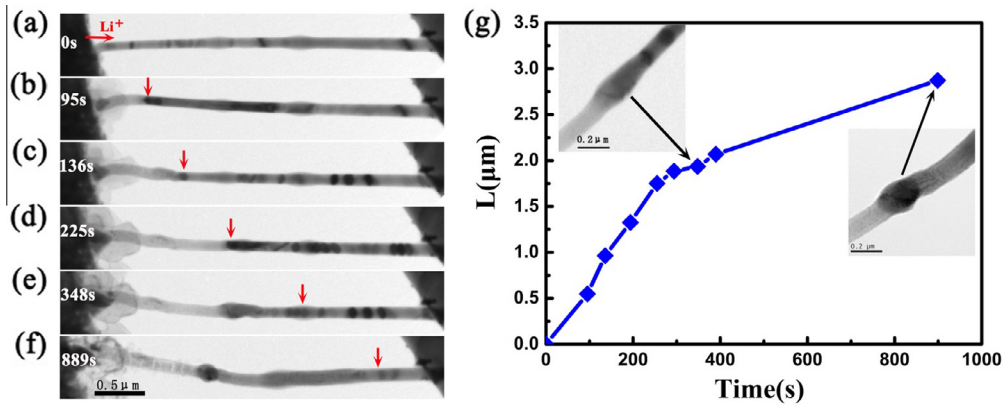 (a)
Li+
0s
(b)
95s
(c)
136s
(d)
225s
(e)
348s
(f)
889s
0.5μm
(g)
L(μm)
3.5
3.0
2.5
2.0
1.5
1.0
0.5
0.0
0.2μm
0.2 μm
0
200
400
600
800
1000
Time(s)